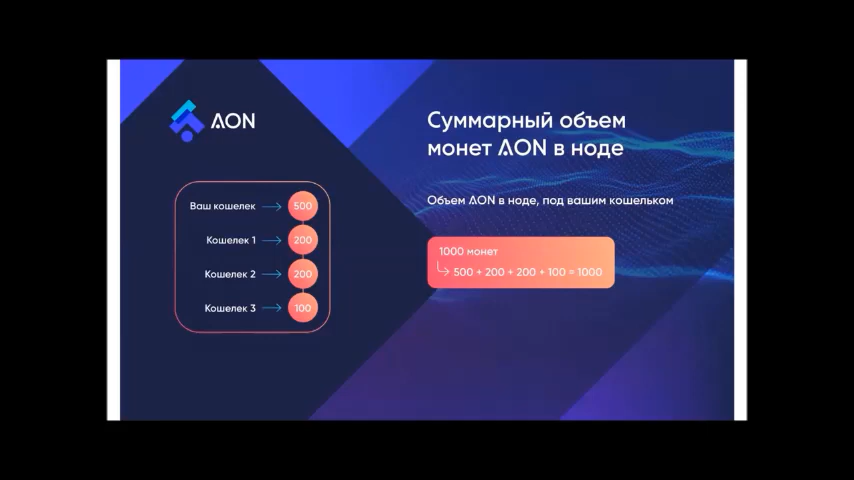 ΛON
Суммарный объем
монет ΛON в ноде
Объем ΛON в ноде, под вашим кошельком
Ваш кошелек → 500
Кошелек 1 → 200
Кошелек 2 → 200
Кошелек 3 → 100
1000 монет
500 + 200 + 200 + 100 = 1000